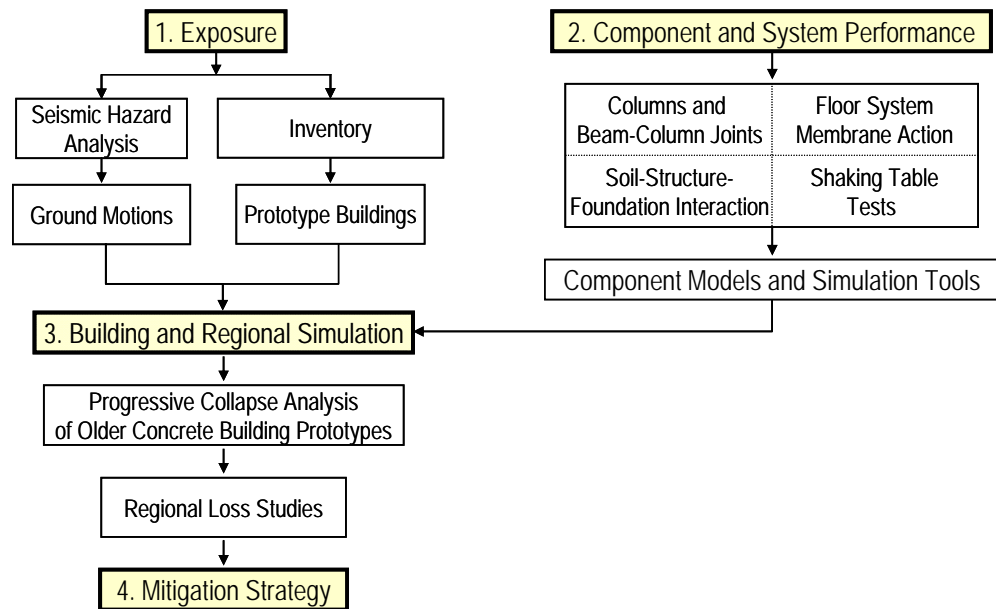 1. Exposure
Seismic Hazard
Analysis
Inventory
Ground Motions
Prototype Buildings
2. Component and System Performance
Columns and
Beam-Column Joints
Floor System
Membrane Action
Soil-Structure-
Foundation Interaction
Shaking Table
Tests
Component Models and Simulation Tools
3. Building and Regional Simulation
Progressive Collapse Analysis
of Older Concrete Building Prototypes
Regional Loss Studies
4. Mitigation Strategy